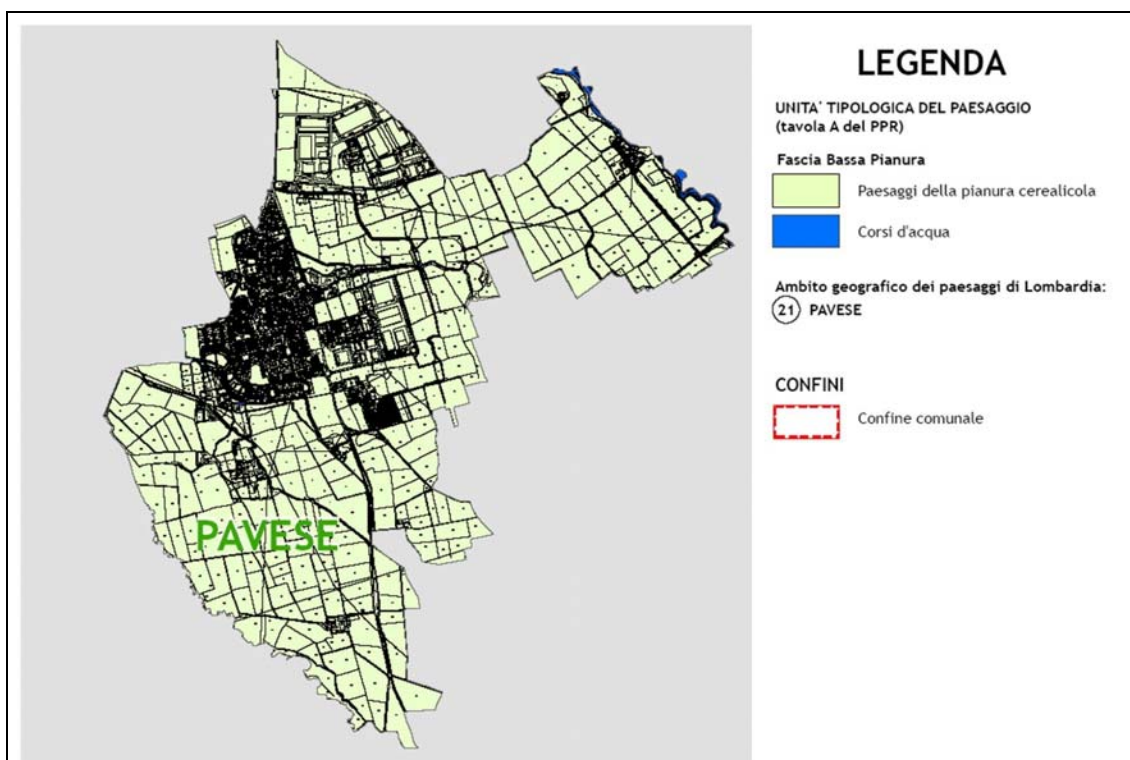 PAVESE
LEGENDA
UNITA' TIPOLOGICA DEL PAESAGGIO
(tavola A del PPR)
Fascia Bassa Pianura
Paesaggi della pianura cerealicola
Corsi d'acqua
Ambito geografico dei paesaggi di Lombardia:
21 PAVESE
CONFINI
Confine comunale